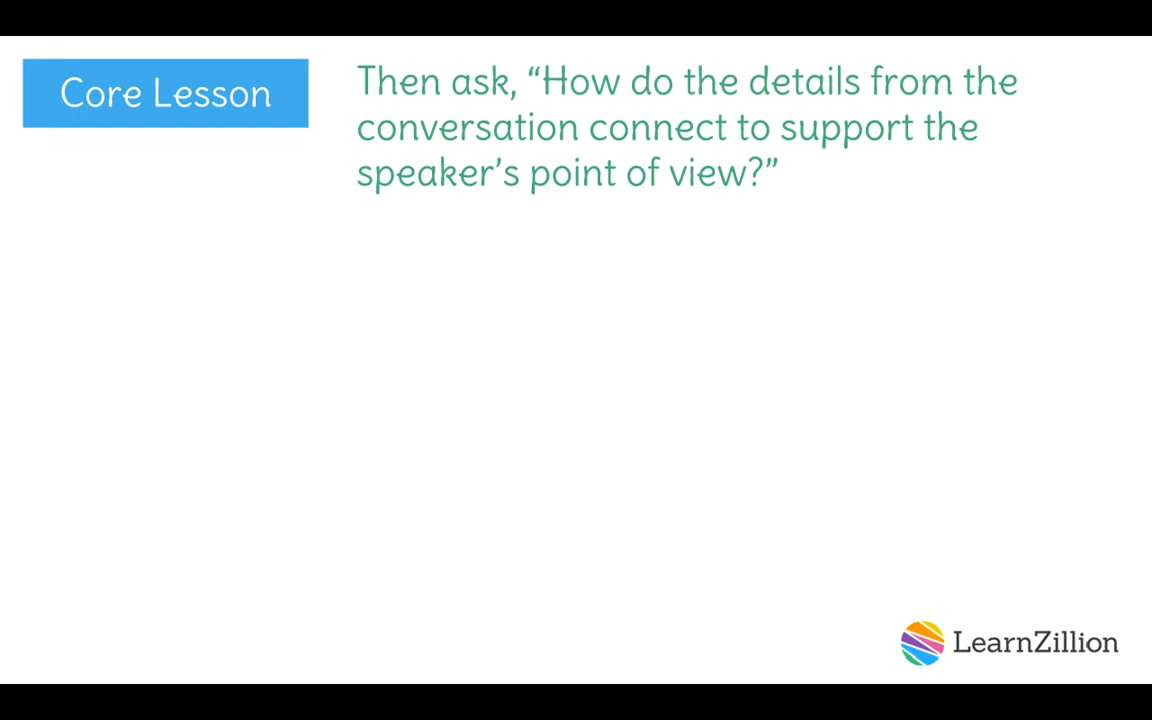 Core Lesson
Then ask, “How do the details from the
conversation connect to support the
speaker’s point of view?”
LearnZillion